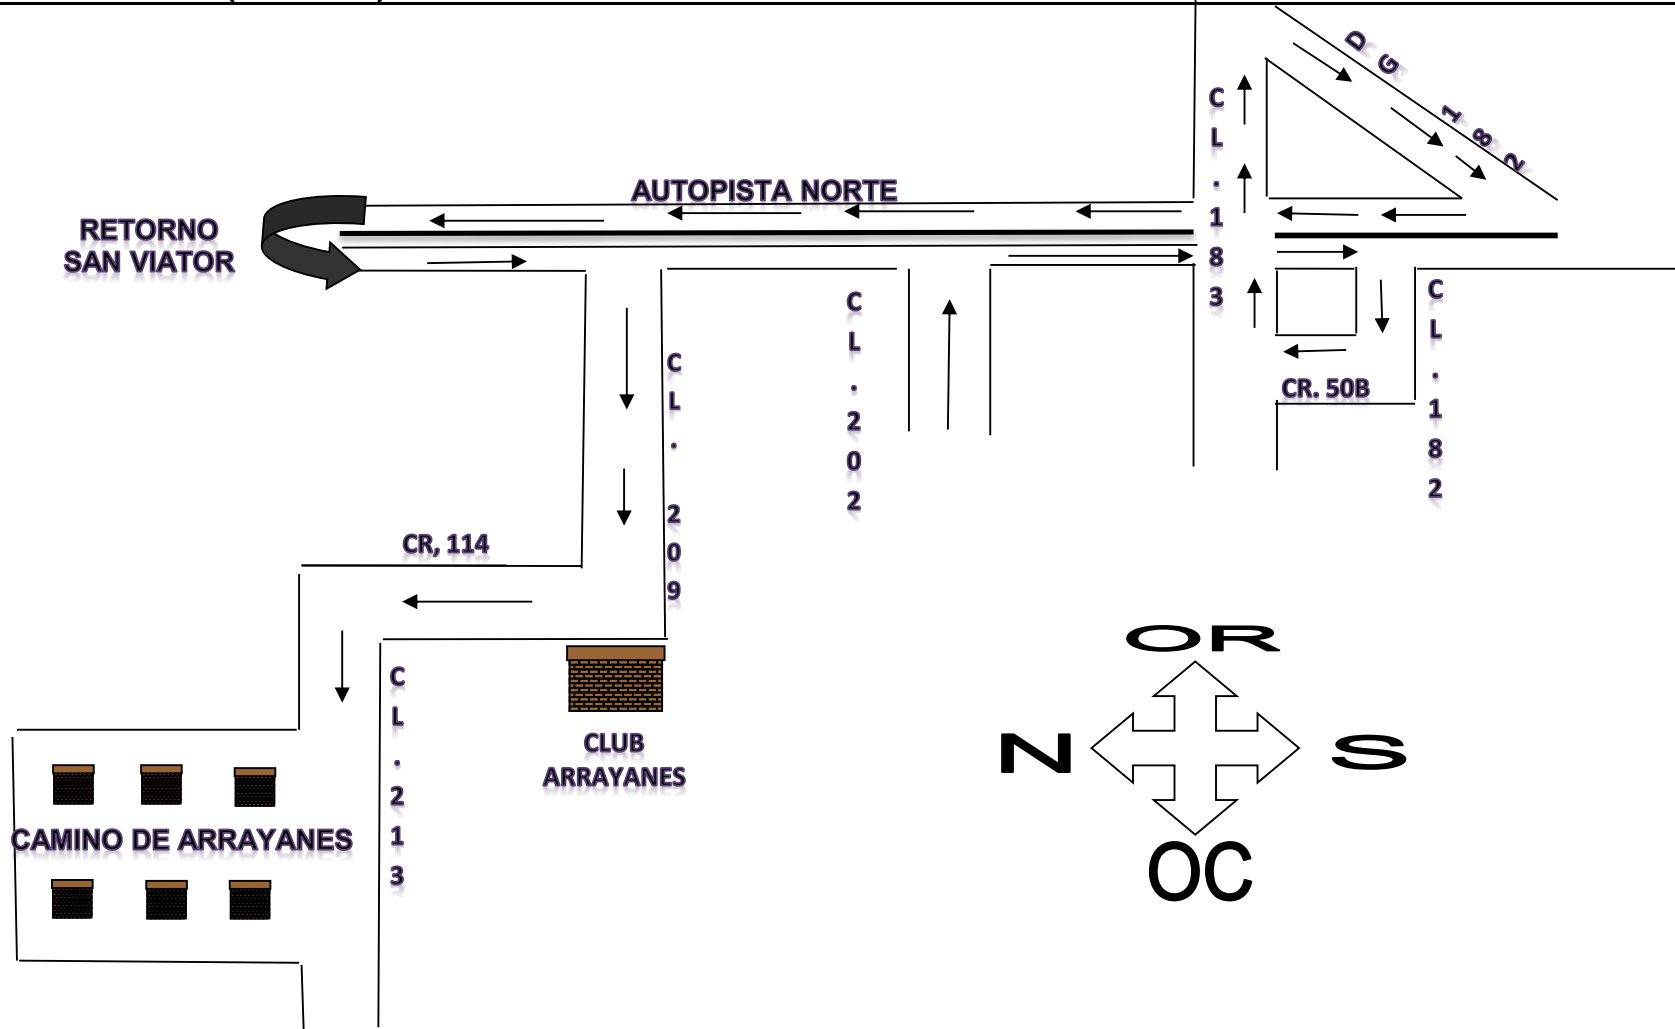 DG 182
CL. 183
AUTOPISTA NORTE
RETORNO
SAN VIATOR
CL. 202
CL. 182
CL. 209
CR. 50B
CR, 114
OR
N
S
OC
CL. 213
CLUB
ARRAYANES
CAMINO DE ARRAYANES